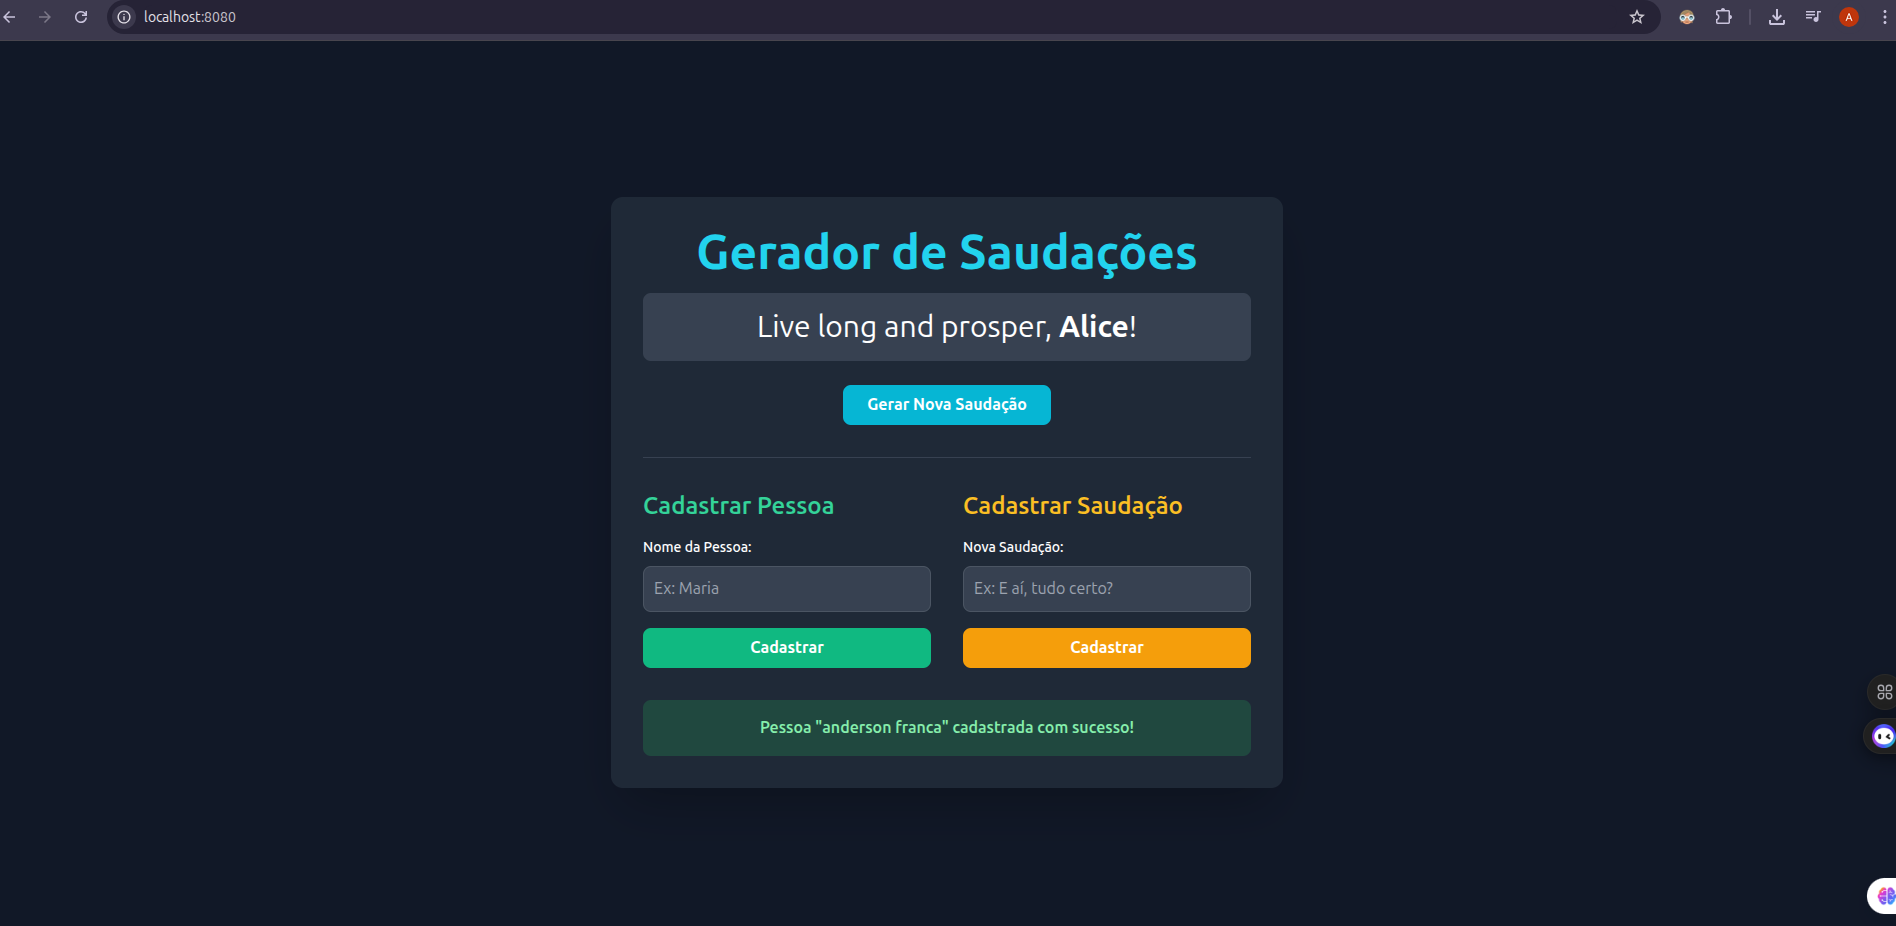 localhost:8080
A
Gerador de Saudações
Live long and prosper, Alice!
Gerar Nova Saudação
Cadastrar Pessoa
Nome da Pessoa:
Ex: Maria
Cadastrar
Cadastrar Saudação
Nova Saudação:
Ex: E aí, tudo certo?
Cadastrar
Pessoa "anderson franca" cadastrada com sucesso!